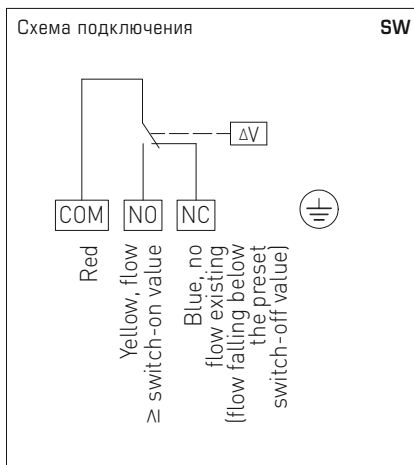 Схема подключения
SW
ΔV
COM
NO
NC
Red
Yellow, flow
≥ switch-on value
Blue, no
flow existing
(flow falling below
the preset
switch-off value)